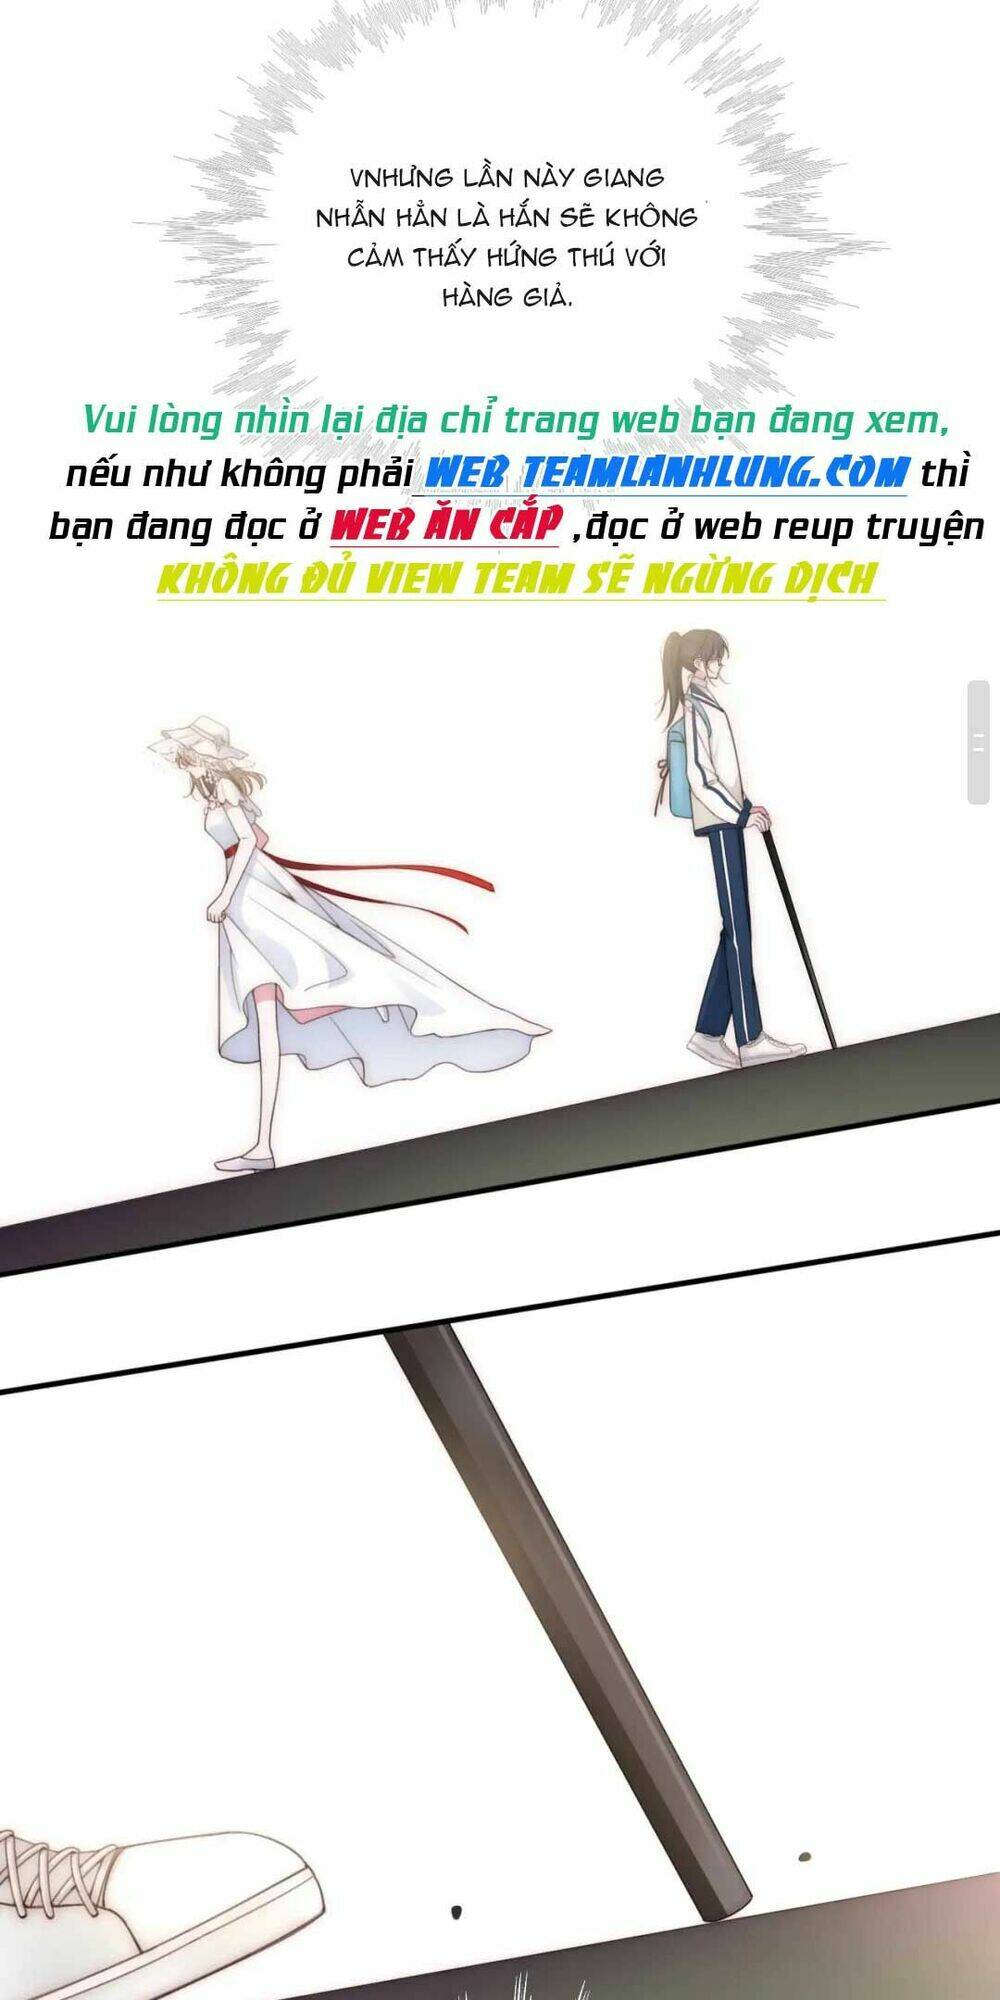 VNHƯNG LẦN NÀY GIANG
NHẪN HẲN LÀ HẮN SẼ KHÔNG
CẢM THẤY HỨNG THÚ VỚI
HÀNG GIẢ.
Vui lòng nhìn lại địa chỉ trang web bạn đang xem,
nếu như không phải WEB TEAMLANHLUNG.COM thì
bạn đang đọc ở WEB ĂN CẮP ,đọc ở web reup truyện
KHÔNG ĐỦ VIEW TEAM SẼ NGỪNG DỊCH